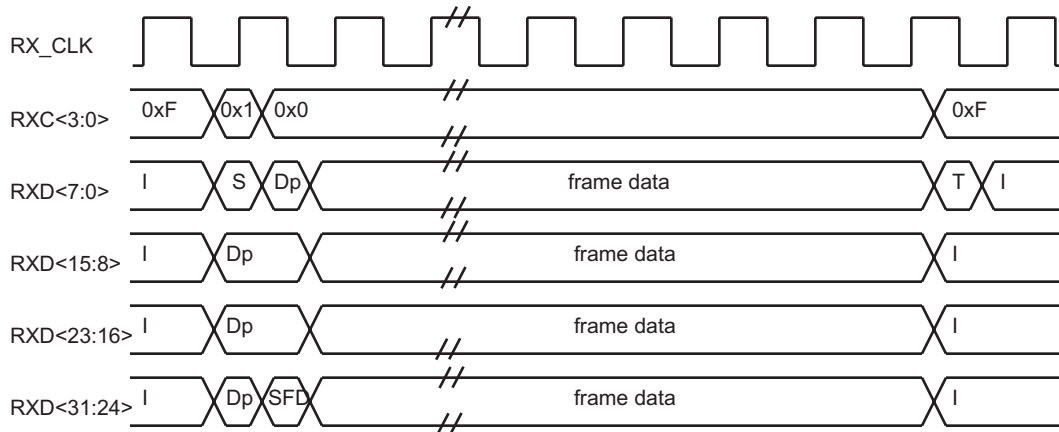 RX_CLK
RXC<3:0> 0xF 0x1 0x0 0xF
RXD<7:0> I S Dp frame data T I
RXD<15:8> I Dp frame data I
RXD<23:16> I Dp frame data I
RXD<31:24> I Dp SFD frame data I